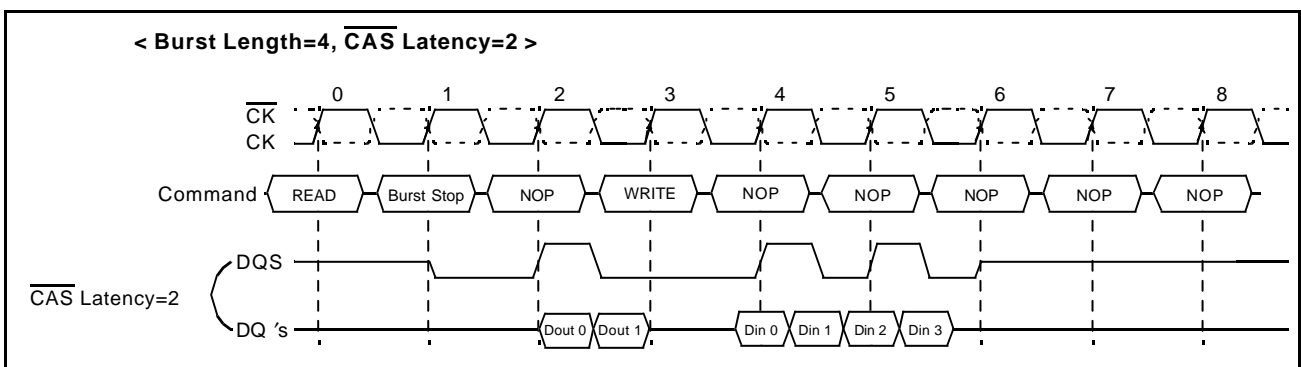 < Burst Length=4, CAS Latency=2 >
0 1 2 3 4 5 6 7 8
CK
CK
Command READ Burst Stop NOP WRITE NOP NOP NOP NOP NOP
DQS
CAS Latency=2
DQ 's Dout 0 Dout 1 Din 0 Din 1 Din 2 Din 3